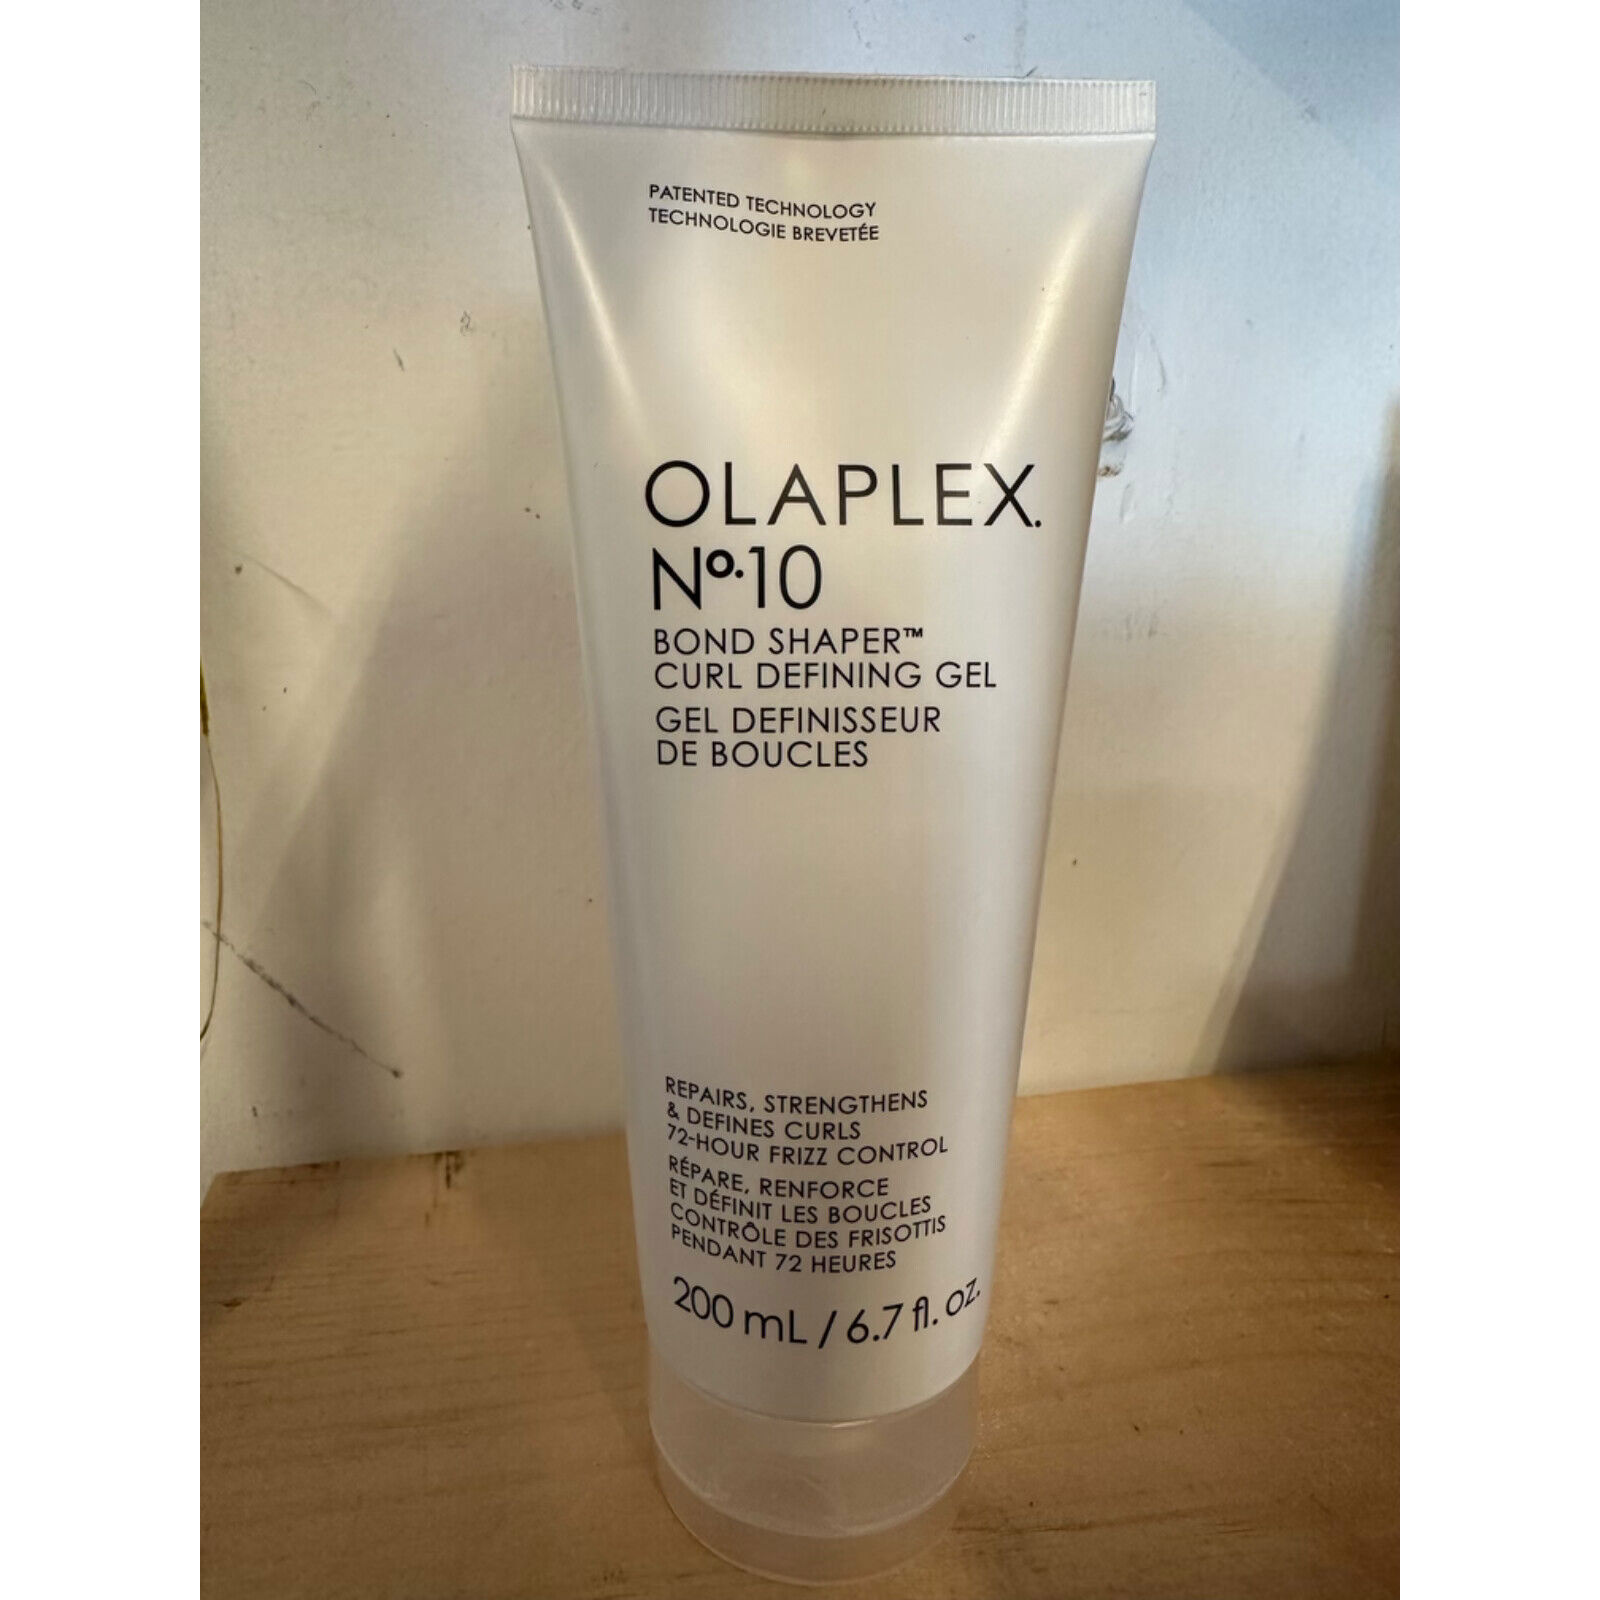 PATENTED TECHNOLOGY
TECHNOLOGIE BREVETÉE
OLAPLEX.
Nº.10
BOND SHAPER™
CURL DEFINING GEL
GEL DEFINISSEUR
DE BOUCLES
REPAIRS, STRENGTHENS
& DEFINES CURLS
72-HOUR FRIZZ CONTROL
RÉPARE, RENFORCE
ET DÉFINIT LES BOUCLES
CONTRÔLE DES FRISOTTIS
PENDANT 72 HEURES
200 mL / 6.7 fl. oz.